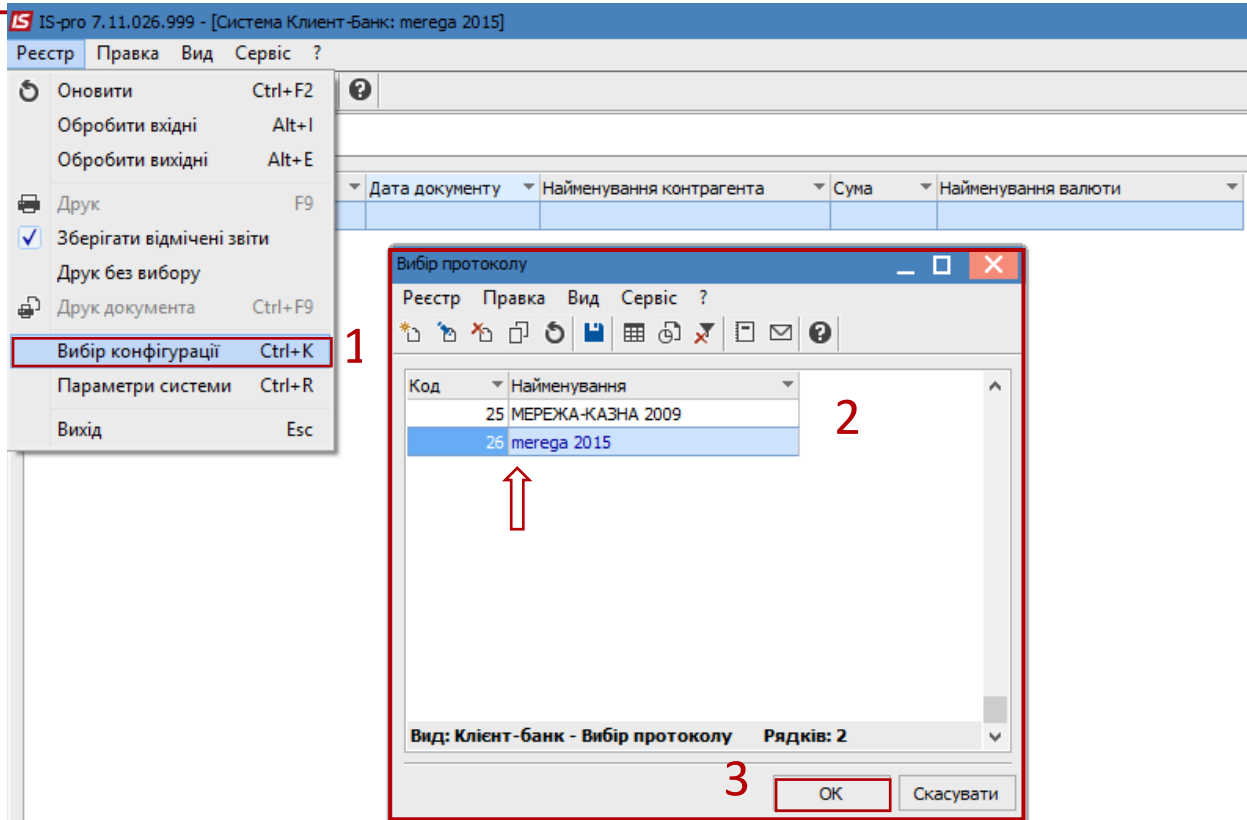 IS IS-pro 7.11.026.999 - [Система Клиент-Банк: merega 2015]
Реєстр Правка Вид Сервіс ?
Оновити Ctrl+F2
Обробити вхідні Alt+I
Обробити вихідні Alt+E
Друк F9
Зберігати відмічені звіти
Друк без вибору
Друк документа Ctrl+F9
Вибір конфігурації Ctrl+K
1
Параметри системи Ctrl+R
Вихід Esc
Дата документу Найменування контрагента Сума Найменування валюти
Вибір протоколу
Реєстр Правка Вид Сервіс ?
Код Найменування
25 МЕРЕЖА-КАЗНА 2009
2
26 merega 2015
Вид: Клієнт-банк - Вибір протоколу Рядків: 2
3
ОК Скасувати